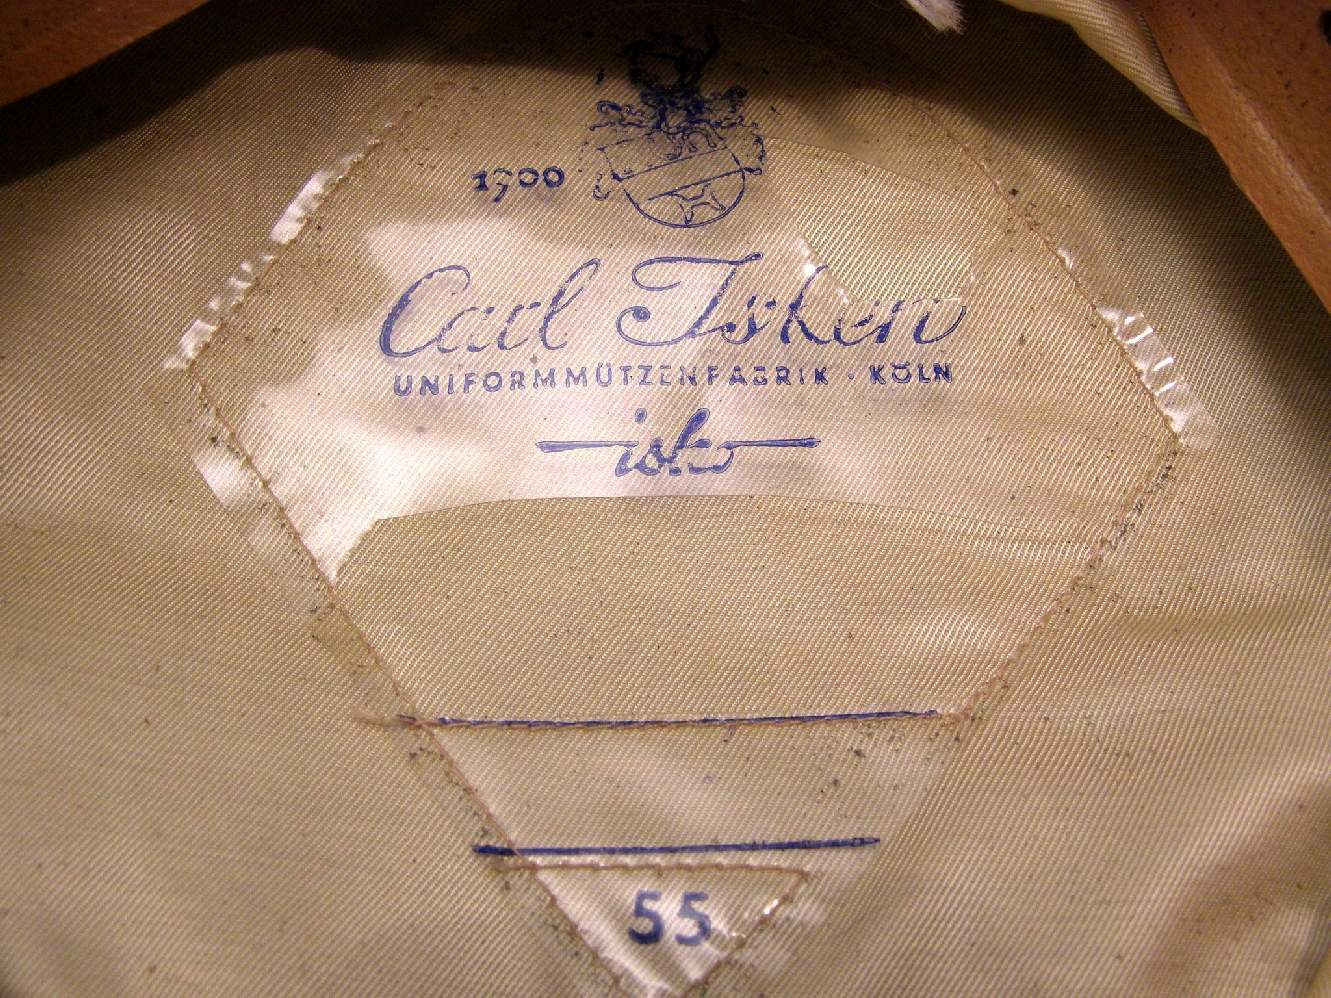 1700
Carl Isken
UNIFORMMÜTZENFABRIK · KÖLN
isko
55